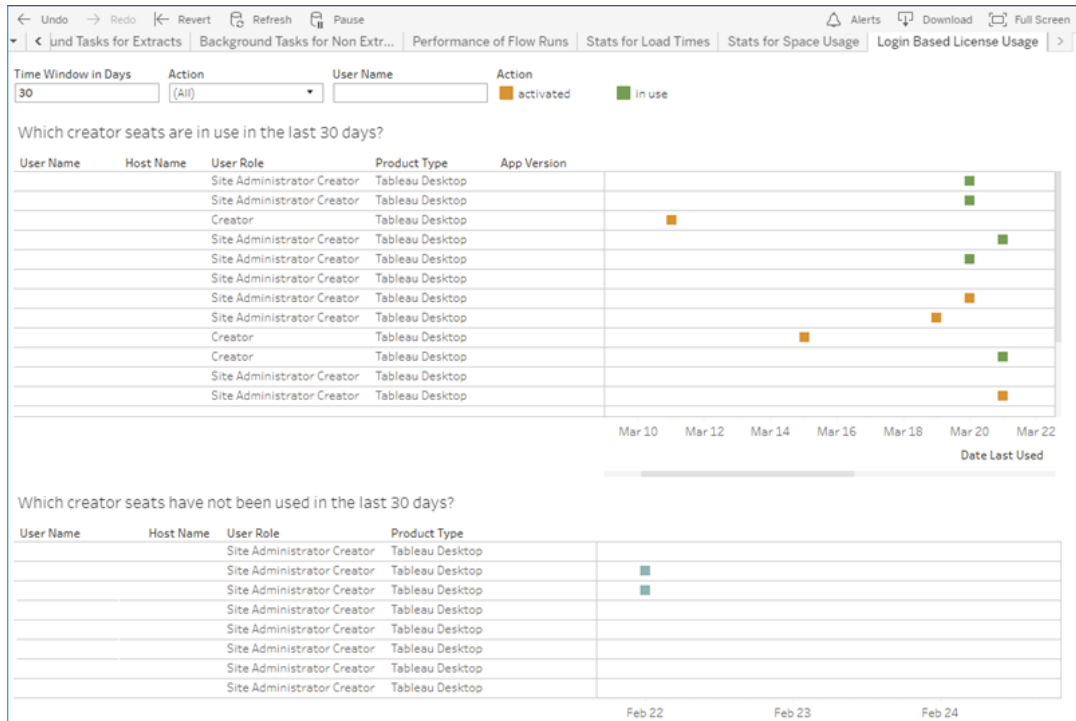 Undo Redo Revert Refresh Pause Alerts Download Full Screen
und Tasks for Extracts Background Tasks for Non Extr... Performance of Flow Runs Stats for Load Times Stats for Space Usage Login Based License Usage
Time Window in Days Action User Name Action
30 (All) activated in use
Which creator seats are in use in the last 30 days?
User Name Host Name User Role Product Type App Version
Site Administrator Creator Tableau Desktop
Site Administrator Creator Tableau Desktop
Creator Tableau Desktop
Site Administrator Creator Tableau Desktop
Site Administrator Creator Tableau Desktop
Site Administrator Creator Tableau Desktop
Site Administrator Creator Tableau Desktop
Site Administrator Creator Tableau Desktop
Creator Tableau Desktop
Creator Tableau Desktop
Site Administrator Creator Tableau Desktop
Site Administrator Creator Tableau Desktop
Mar 10 Mar 12 Mar 14 Mar 16 Mar 18 Mar 20 Mar 22
Date Last Used
Which creator seats have not been used in the last 30 days?
User Name Host Name User Role Product Type
Site Administrator Creator Tableau Desktop
Site Administrator Creator Tableau Desktop
Site Administrator Creator Tableau Desktop
Site Administrator Creator Tableau Desktop
Site Administrator Creator Tableau Desktop
Site Administrator Creator Tableau Desktop
Site Administrator Creator Tableau Desktop
Site Administrator Creator Tableau Desktop
Feb 22 Feb 23 Feb 24